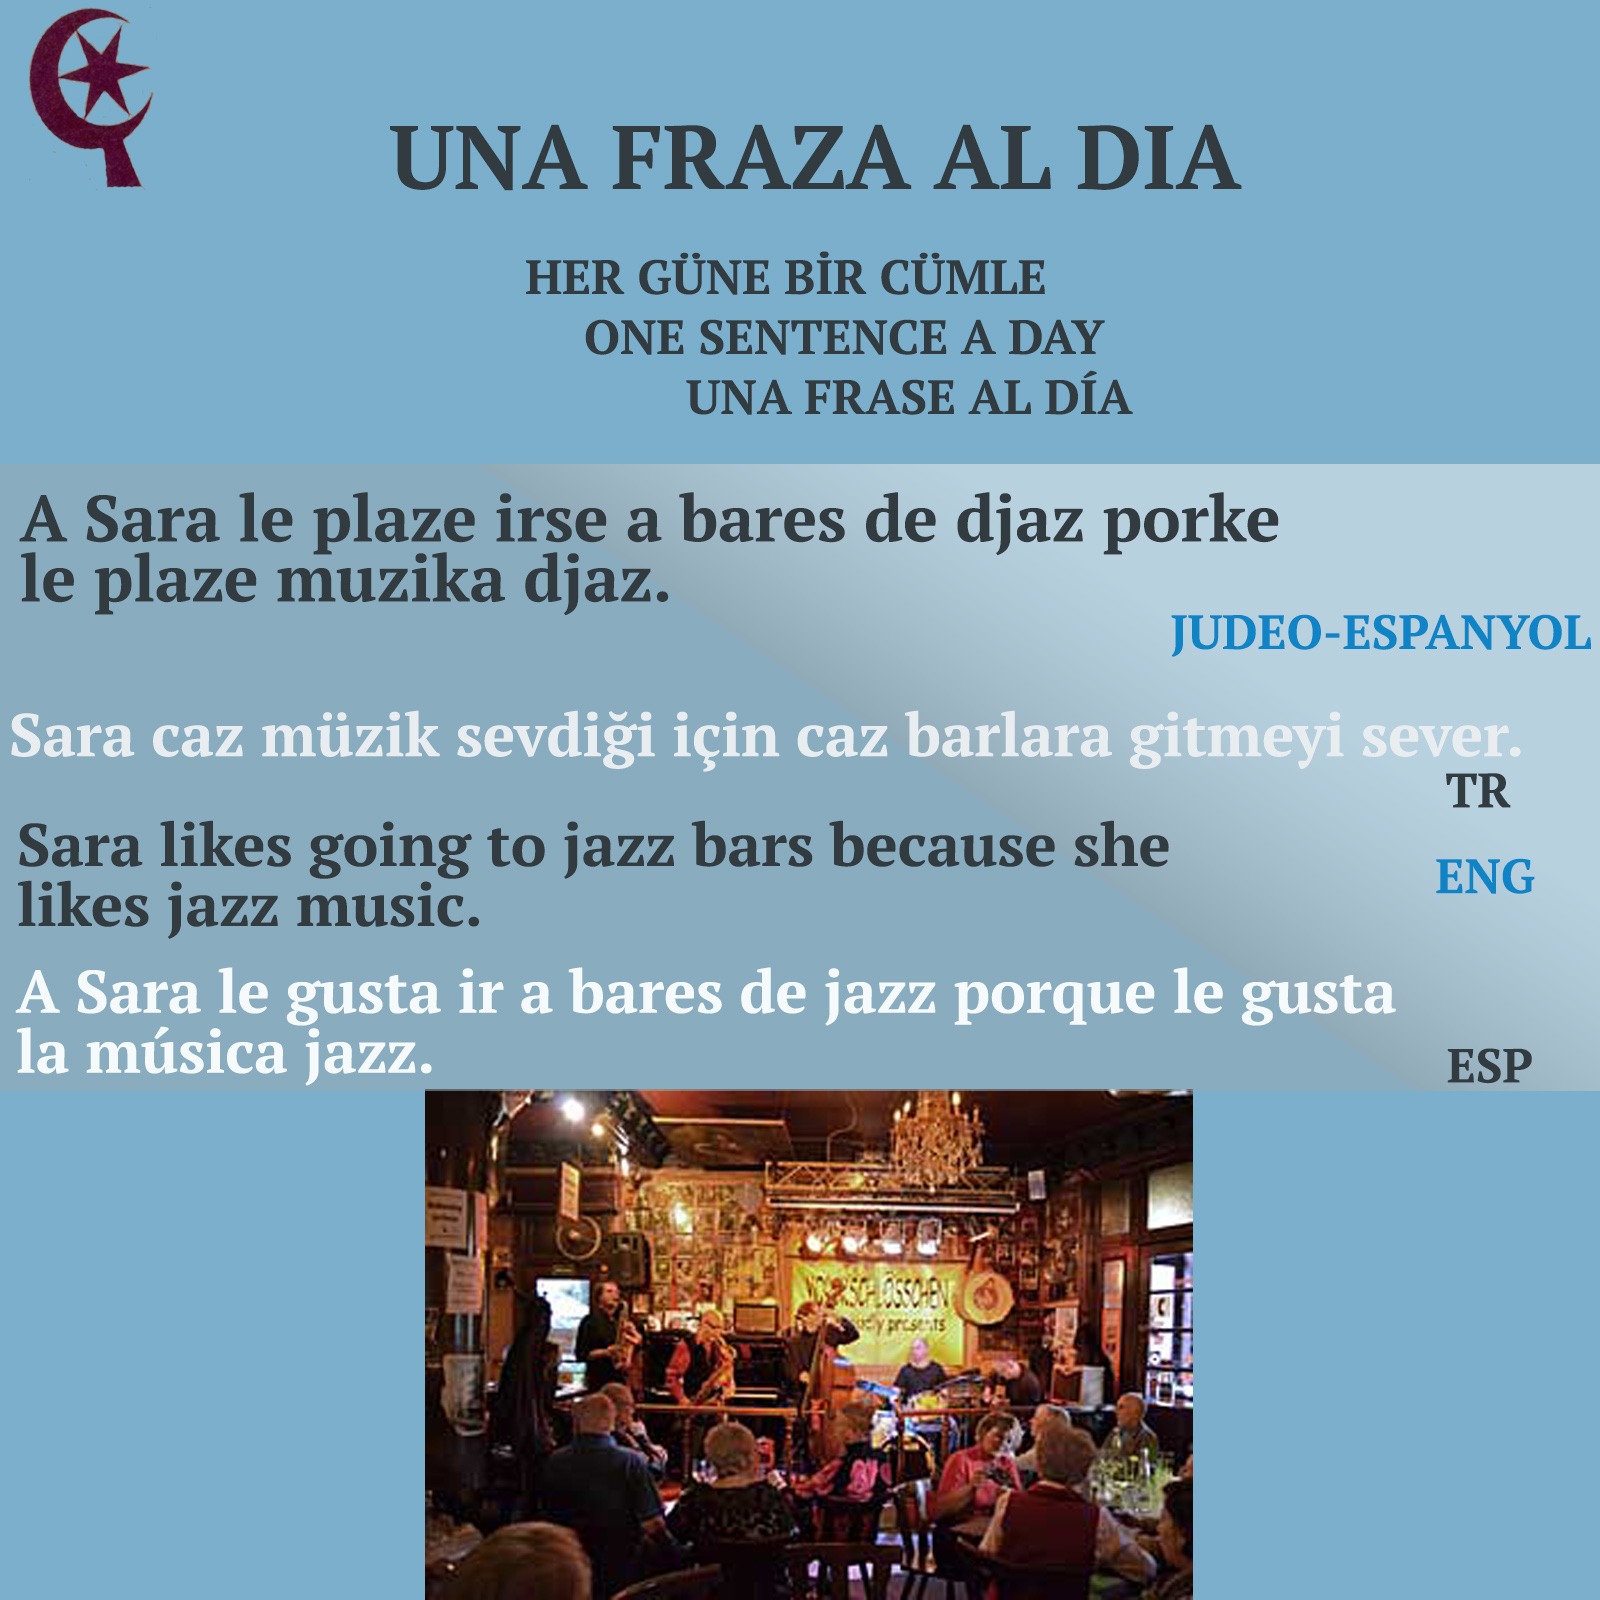 UNA FRAZA AL DIA
HER GÜNE BİR CÜMLE
ONE SENTENCE A DAY
UNA FRASE AL DÍA
A Sara le plaze irse a bares de djaz porke
le plaze muzika djaz.
JUDEO-ESPANYOL
Sara caz müzik sevdiği için caz barlara gitmeyi sever.
TR
Sara likes going to jazz bars because she
likes jazz music.
ENG
A Sara le gusta ir a bares de jazz porque le gusta
la música jazz.
ESP
presents